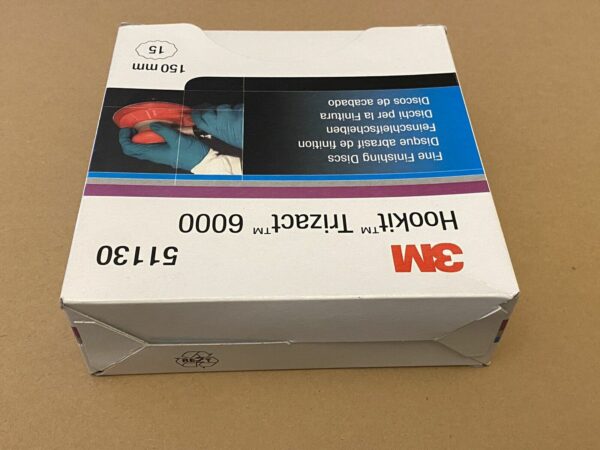 3M
51130
Hookit™ Trizact™ 6000
Fine Finishing Discs
Disque abrasif de finition
Feinschleifscheiben
Dischi per la Finitura
Discos de acabado
150 mm
15
RESY